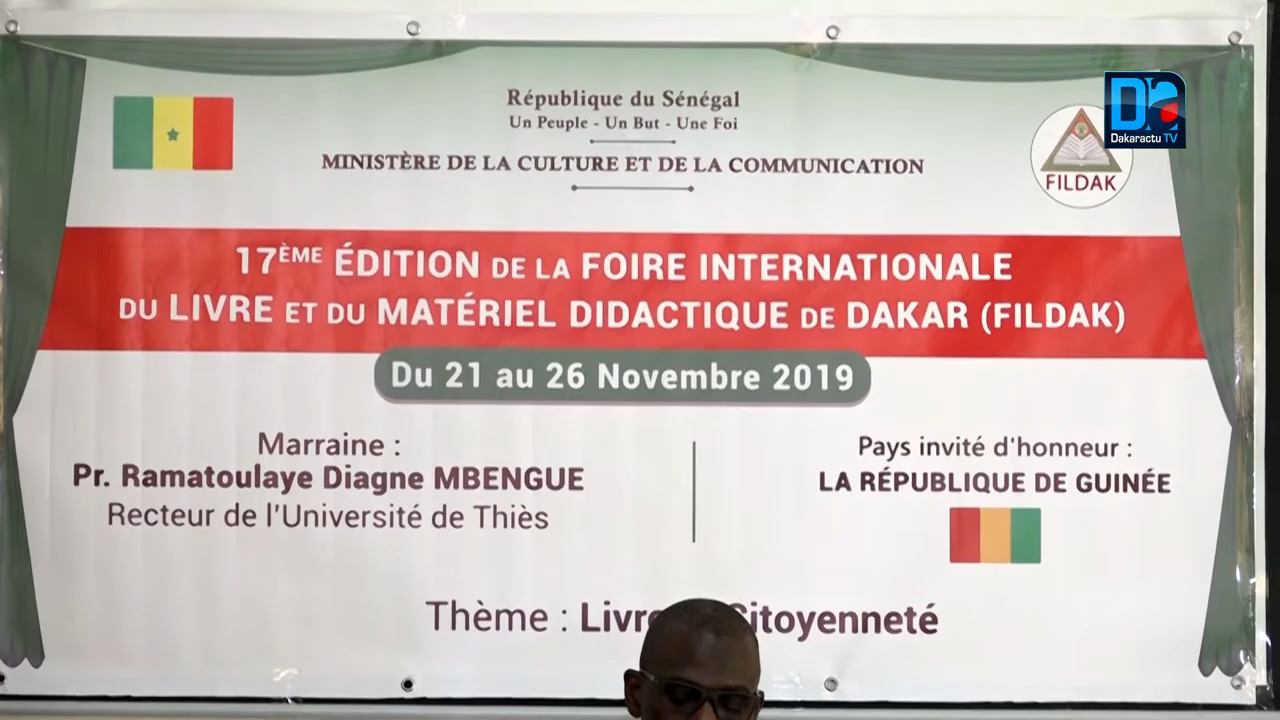 République du Sénégal
Un Peuple - Un But - Une Foi
MINISTÈRE DE LA CULTURE ET DE LA COMMUNICATION
FILDAK
Dakaractu TV
17ÈME ÉDITION DE LA FOIRE INTERNATIONALE
DU LIVRE ET DU MATÉRIEL DIDACTIQUE DE DAKAR (FILDAK)
Du 21 au 26 Novembre 2019
Marraine :
Pr. Ramatoulaye Diagne MBENGUE
Recteur de l'Université de Thiès
Pays invité d'honneur :
LA RÉPUBLIQUE DE GUINÉE
Thème : Livre Citoyenneté